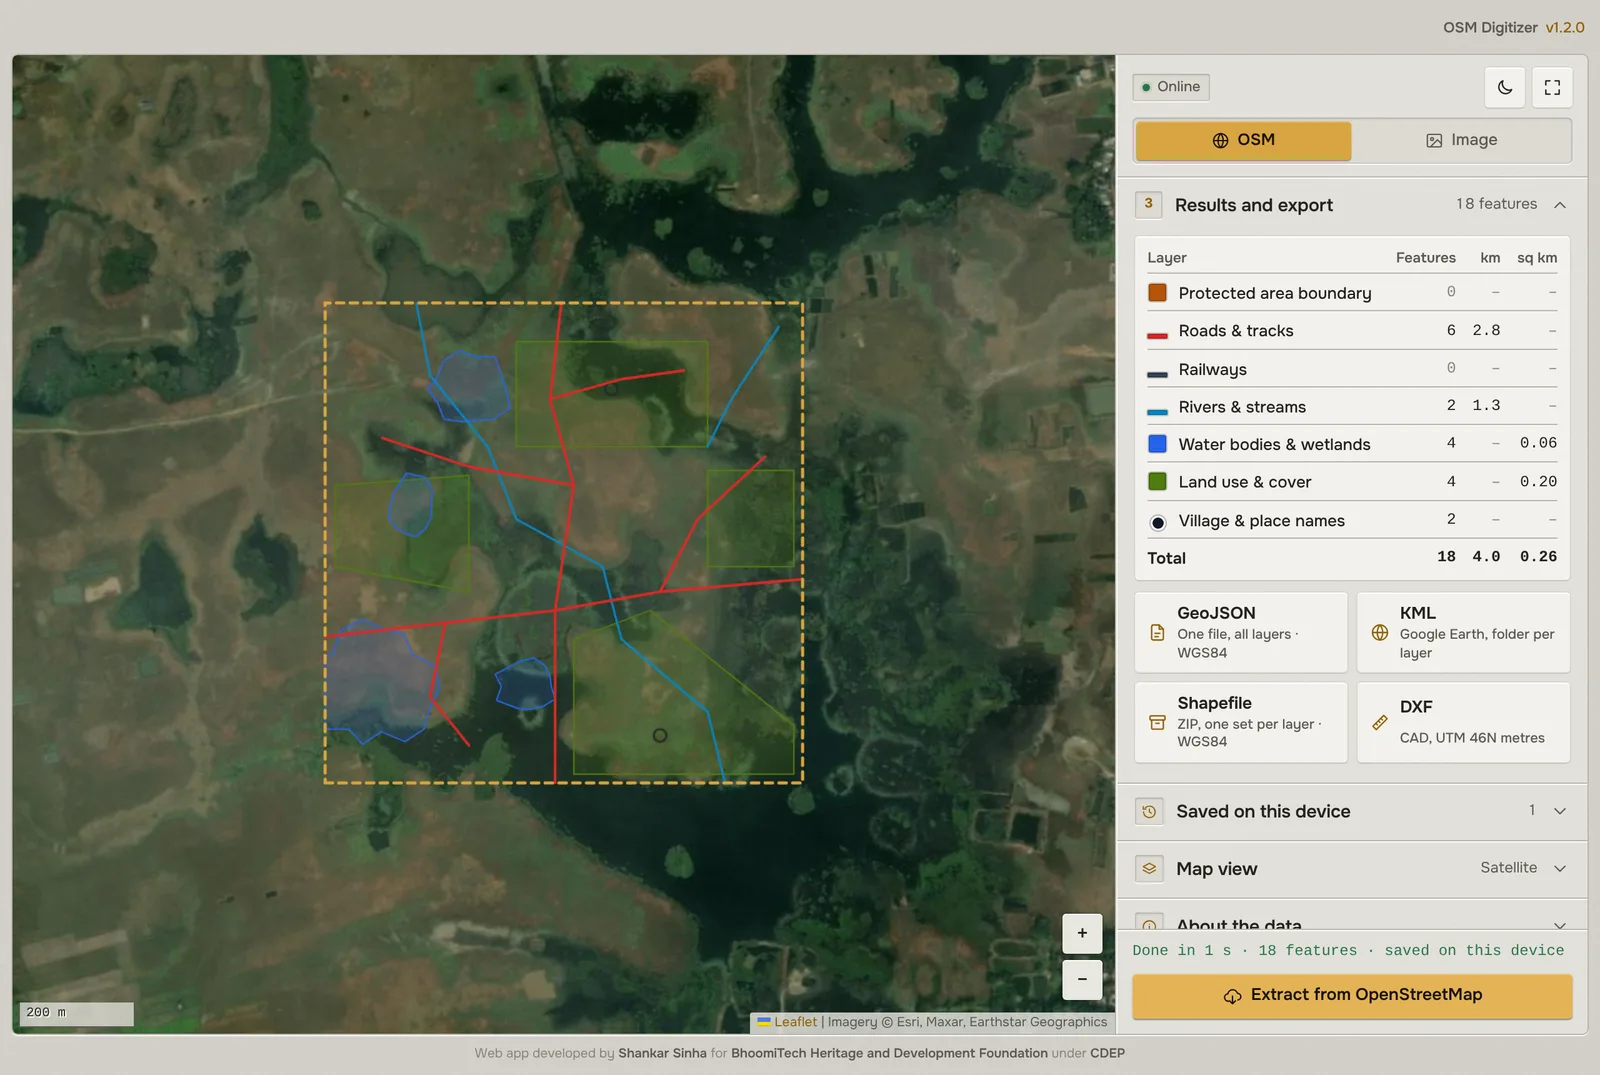 OSM Digitizer v1.2.0
Online
OSM
Image
3 Results and export 18 features
Layer Features km sq km
Protected area boundary 0 – –
Roads & tracks 6 2.8 –
Railways 0 – –
Rivers & streams 2 1.3 –
Water bodies & wetlands 4 – 0.06
Land use & cover 4 – 0.20
Village & place names 2 – –
Total 18 4.0 0.26
GeoJSON
One file, all layers ·
WGS84
KML
Google Earth, folder per
layer
Shapefile
ZIP, one set per layer ·
WGS84
DXF
CAD, UTM 46N metres
Saved on this device 1
Map view Satellite
About the data
Done in 1 s · 18 features · saved on this device
Extract from OpenStreetMap
+
−
200 m
Leaflet | Imagery © Esri, Maxar, Earthstar Geographics
Web app developed by Shankar Sinha for BhoomiTech Heritage and Development Foundation under CDEP